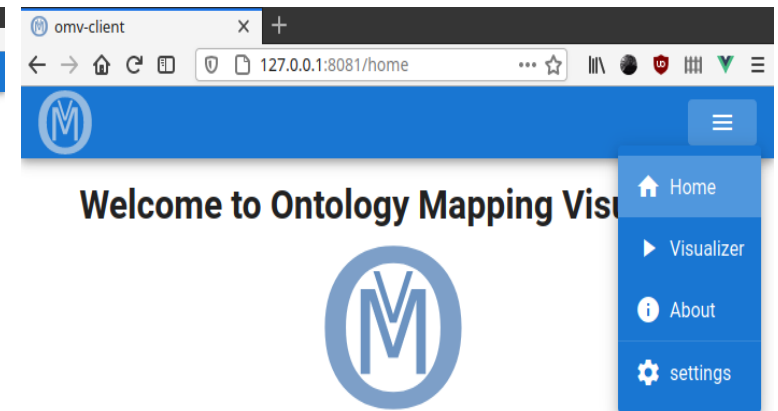 omv-client
127.0.0.1:8081/home
Welcome to Ontology Mapping Visu
Home
Visualizer
About
settings